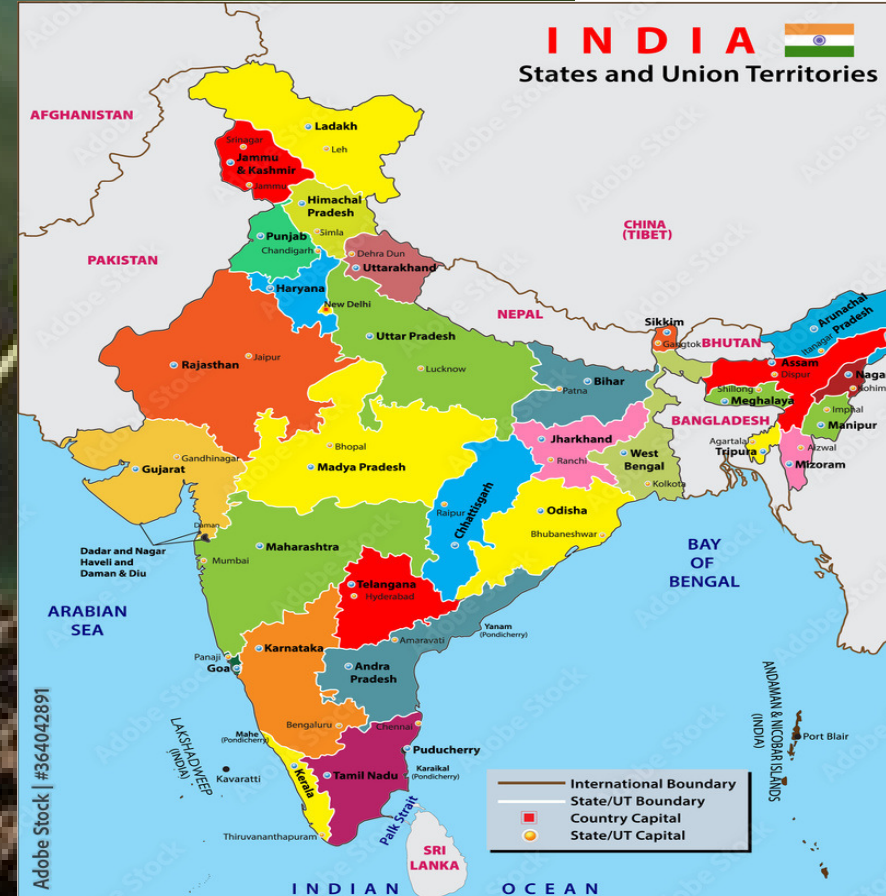 INDIA
States and Union Territories
AFGHANISTAN
Ladakh
Leh
Srinagar
Jammu
& Kashmir
Jammu
Himachal
Pradesh
Simla
CHINA
(TIBET)
Punjab
Chandigarh
Dehra Dun
Uttarakhand
PAKISTAN
Haryana
New Delhi
NEPAL
Sikkim
Gangtok
BHUTAN
Arunachal
Pradesh
Itanagar
Uttar Pradesh
Rajasthan
Jaipur
Lucknow
Bihar
Patna
Assam
Dispur
Naga
Shillong
Meghalaya
Imphal
Manipur
BANGLADESH
Agartala
Tripura
Aizwal
Mizoram
Jharkhand
Ranchi
West
Bengal
Kolkota
Bhopal
Madya Pradesh
Gandhinagar
Gujarat
Raipur
Chhattisgath
Odisha
Bhubaneshwar
Daman
Dadar and Nagar
Haveli and
Daman & Diu
Mumbai
Maharashtra
BAY
OF
BENGAL
Telangana
Hyderabad
ARABIAN
SEA
Yanam
(Pondicherry)
Amaravati
Karnataka
Panaji
Goa
Andra
Pradesh
Bengaluru
Chennai
Mahe
(Pondicherry)
Puducherry
Karaikal
(Pondicherry)
LAKSHADWEEP
(INDIA)
Kavaratti
Kerala
Tamil Nadu
Thiruvananthapuram
Palk Strait
SRI
LANKA
ANDAMAN & NICOBAR ISLANDS
(INDIA)
Port Blair
International Boundary
State/UT Boundary
Country Capital
State/UT Capital
INDIAN OCEAN
Adobe Stock | #364042891
Adobe Stock